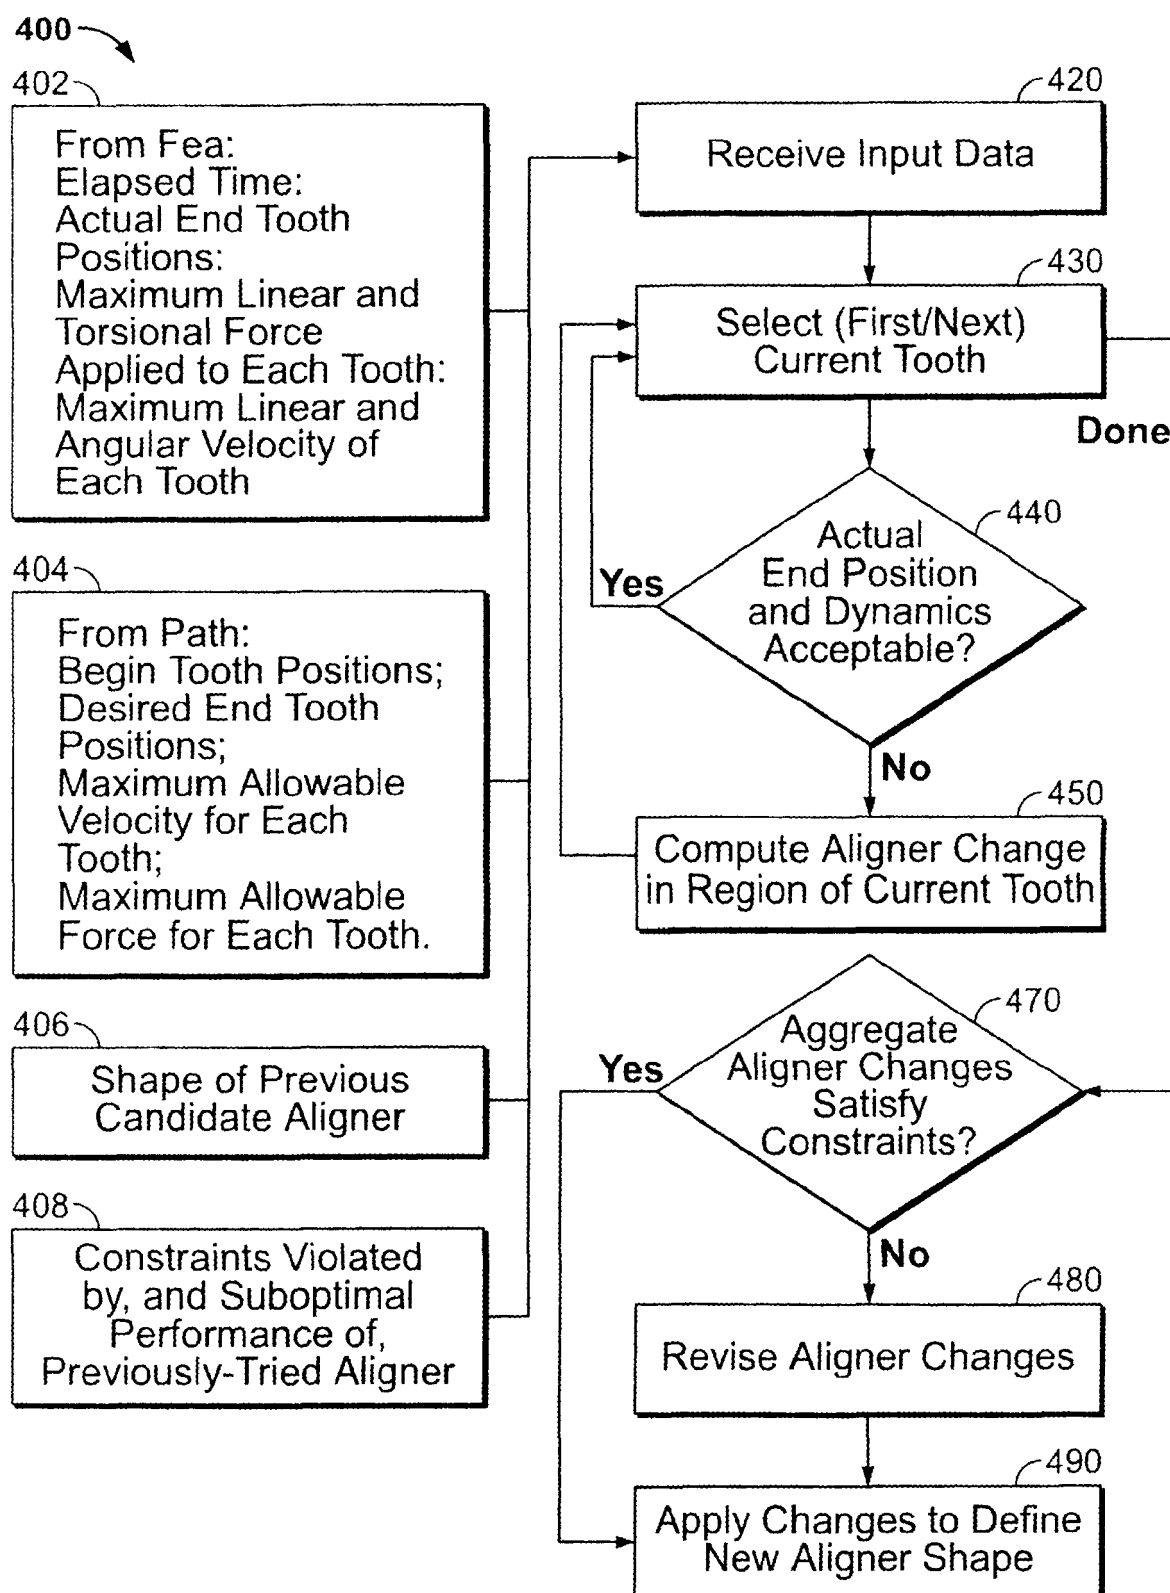 400
402
From Fea:
Elapsed Time:
Actual End Tooth
Positions:
Maximum Linear and
Torsional Force
Applied to Each Tooth:
Maximum Linear and
Angular Velocity of
Each Tooth
404
From Path:
Begin Tooth Positions;
Desired End Tooth
Positions;
Maximum Allowable
Velocity for Each
Tooth;
Maximum Allowable
Force for Each Tooth.
406
Shape of Previous
Candidate Aligner
408
Constraints Violated
by, and Suboptimal
Performance of,
Previously-Tried Aligner
420
Receive Input Data
430
Select (First/Next)
Current Tooth
Done
440
Actual
End Position
and Dynamics
Acceptable?
Yes
No
450
Compute Aligner Change
in Region of Current Tooth
470
Aggregate
Aligner Changes
Satisfy
Constraints?
Yes
No
480
Revise Aligner Changes
490
Apply Changes to Define
New Aligner Shape